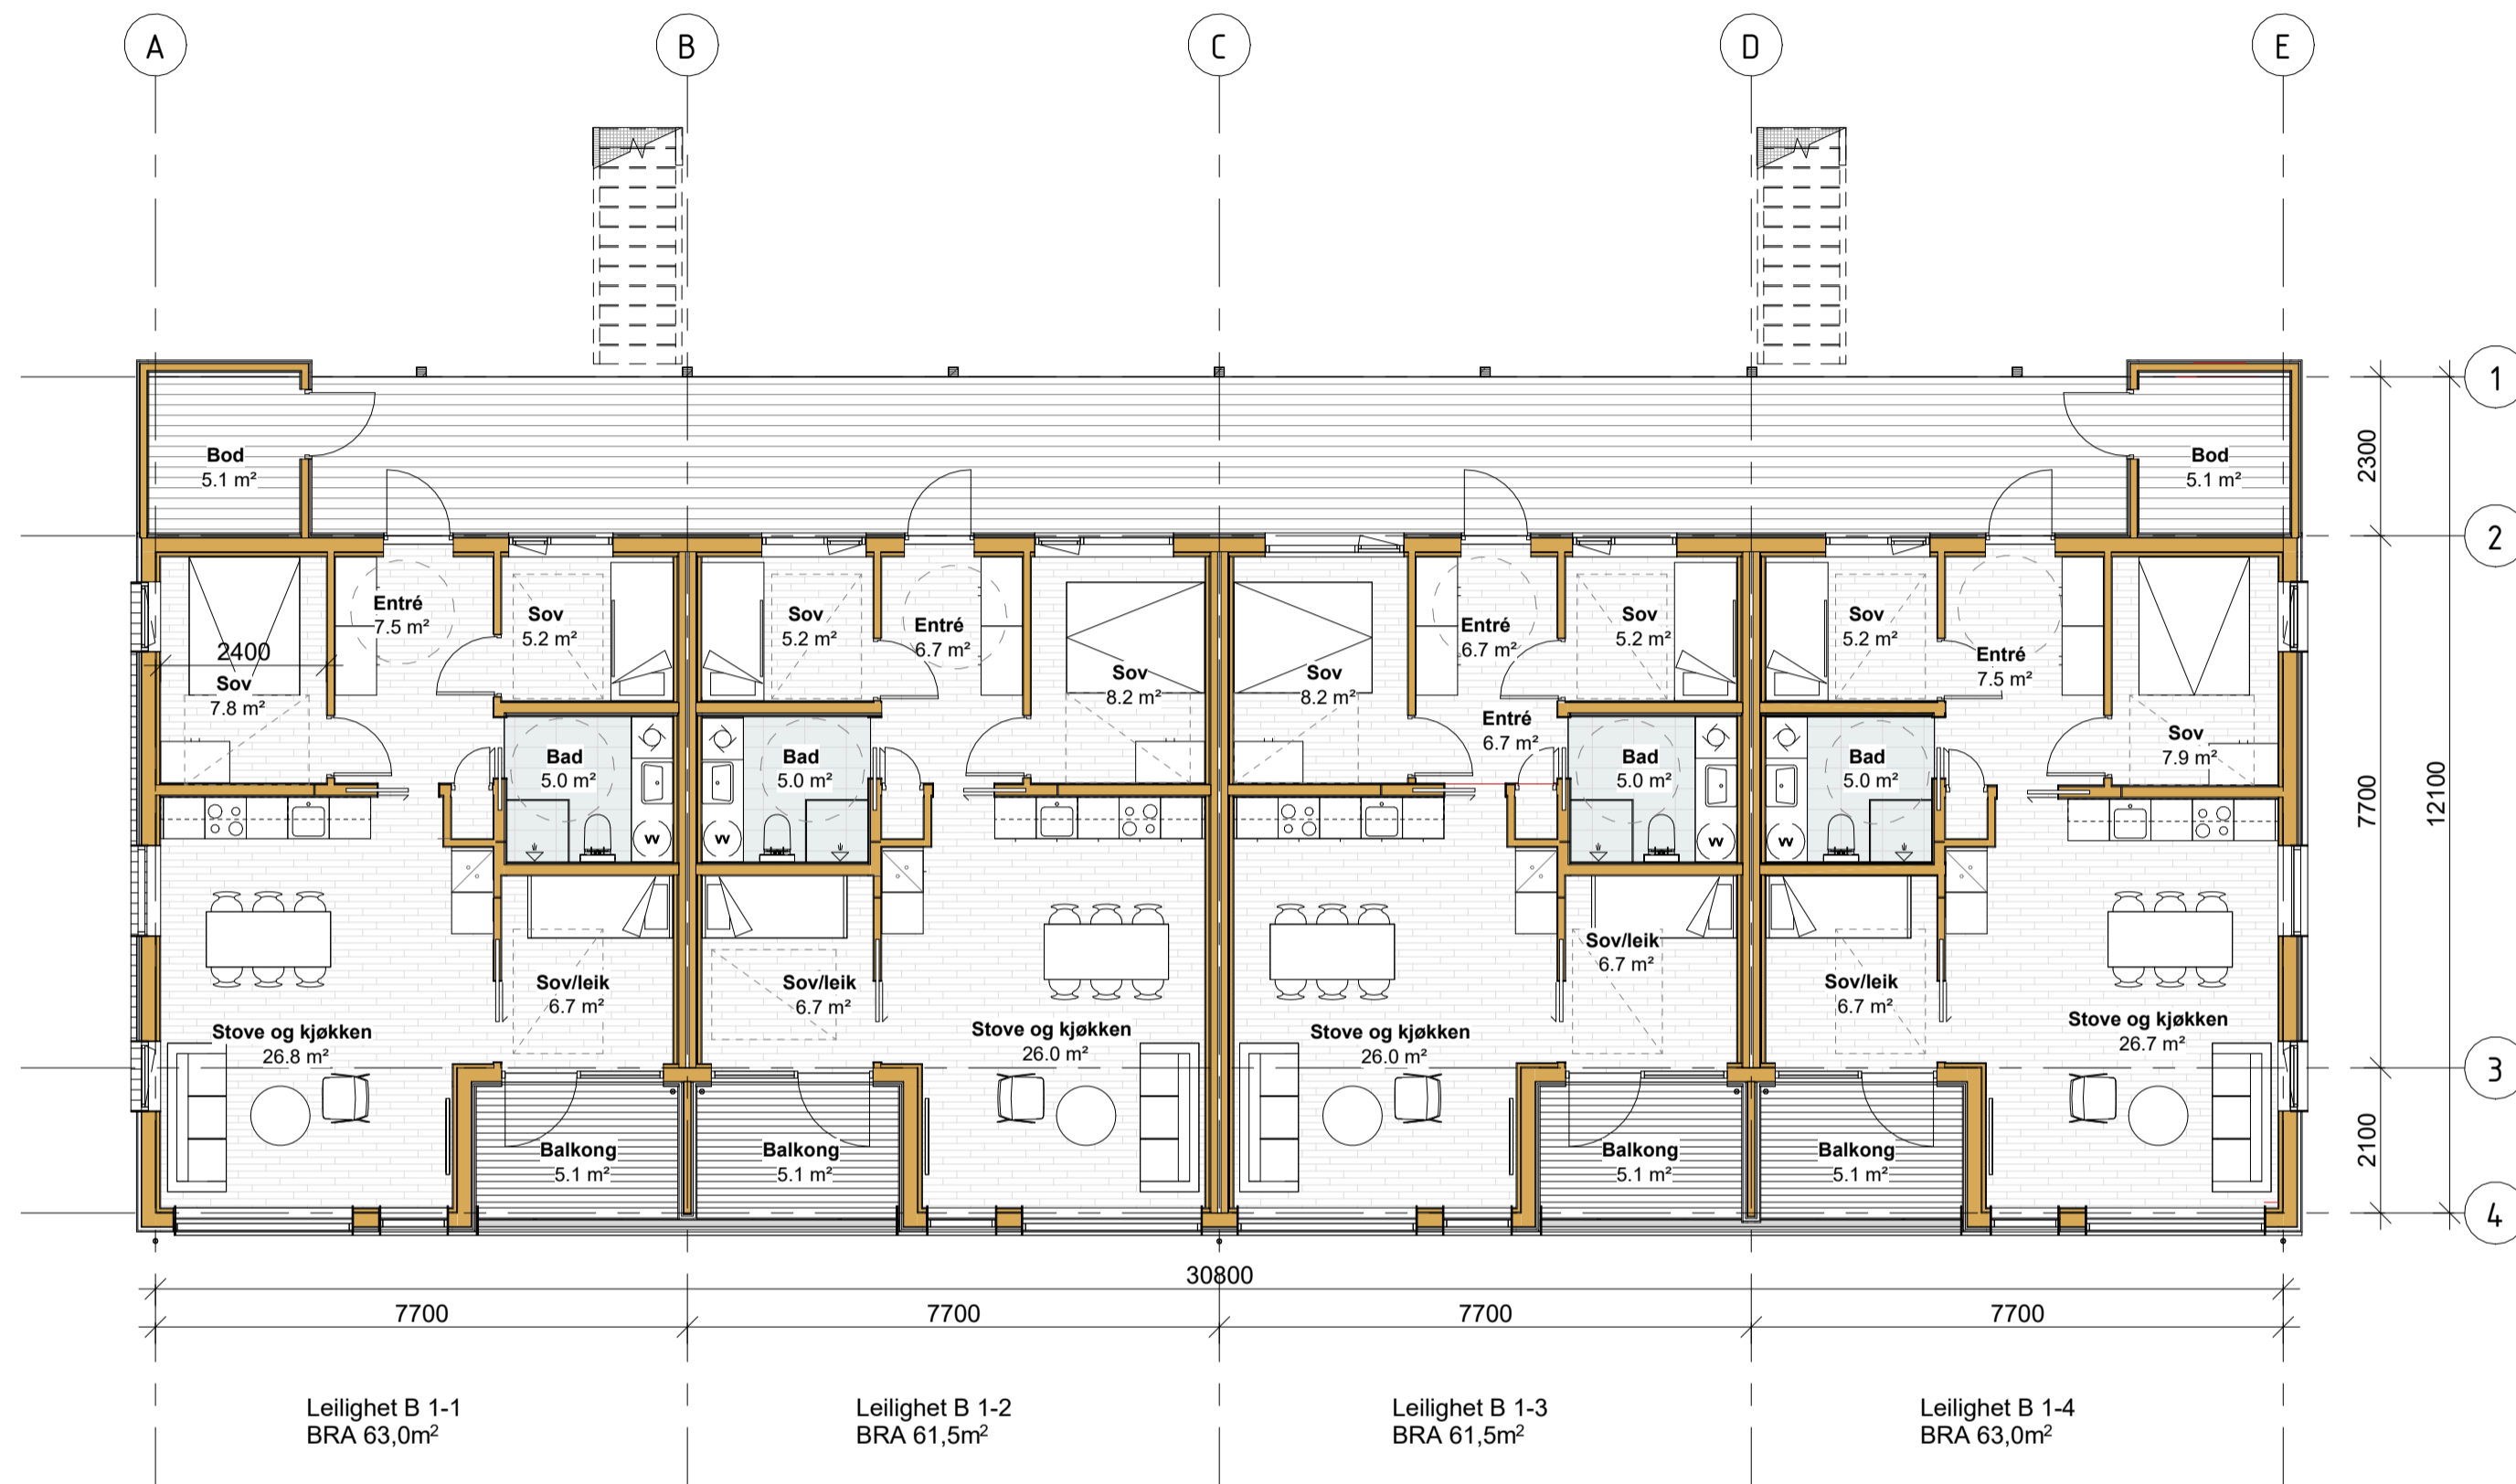 A
B
C
D
E
1
2
3
4
2300
7700
2100
12100
Bod
5.1 m²
Bod
5.1 m²
Entré
7.5 m²
Sov
5.2 m²
2400
Sov
7.8 m²
Bad
5.0 m²
W
Sov/leik
6.7 m²
Stove og kjøkken
26.8 m²
Balkong
5.1 m²
Sov
5.2 m²
Entré
6.7 m²
Sov
8.2 m²
Bad
5.0 m²
W
Sov/leik
6.7 m²
Stove og kjøkken
26.0 m²
Balkong
5.1 m²
Sov
8.2 m²
Entré
6.7 m²
Sov
5.2 m²
Entré
6.7 m²
Bad
5.0 m²
W
Sov/leik
6.7 m²
Stove og kjøkken
26.0 m²
Balkong
5.1 m²
Sov
5.2 m²
Entré
7.5 m²
Sov
7.9 m²
Bad
5.0 m²
W
Sov/leik
6.7 m²
Stove og kjøkken
26.7 m²
Balkong
5.1 m²
30800
7700
7700
7700
7700
Leilighet B 1-1
BRA 63,0m²
Leilighet B 1-2
BRA 61,5m²
Leilighet B 1-3
BRA 61,5m²
Leilighet B 1-4
BRA 63,0m²